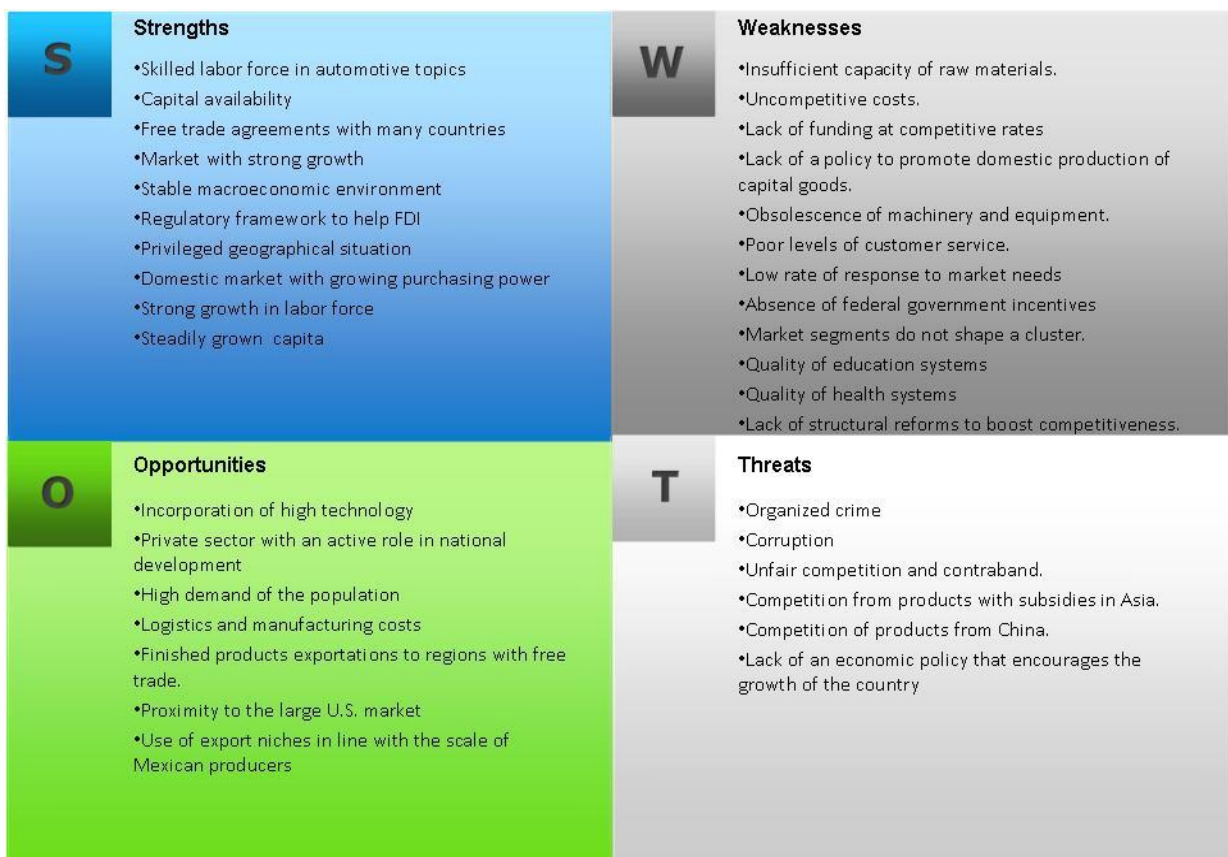 S
Strengths
•Skilled labor force in automotive topics
•Capital availability
•Free trade agreements with many countries
•Market with strong growth
•Stable macroeconomic environment
•Regulatory framework to help FDI
•Privileged geographical situation
•Domestic market with growing purchasing power
•Strong growth in labor force
•Steadily grown  capita
W
Weaknesses
•Insufficient capacity of raw materials.
•Uncompetitive costs.
•Lack of funding at competitive rates
•Lack of a policy to promote domestic production of
capital goods.
•Obsolescence of machinery and equipment.
•Poor levels of customer service.
•Low rate of response to market needs
•Absence of federal government incentives
•Market segments do not shape a cluster.
•Quality of education systems
•Quality of health systems
•Lack of structural reforms to boost competitiveness.
O
Opportunities
•Incorporation of high technology
•Private sector with an active role in national
development
•High demand of the population
•Logistics and manufacturing costs
•Finished products exportations to regions with free
trade.
•Proximity to the large U.S. market
•Use of export niches in line with the scale of
Mexican producers
T
Threats
•Organized crime
•Corruption
•Unfair competition and contraband.
•Competition from products with subsidies in Asia.
•Competition of products from China.
•Lack of an economic policy that encourages the
growth of the country